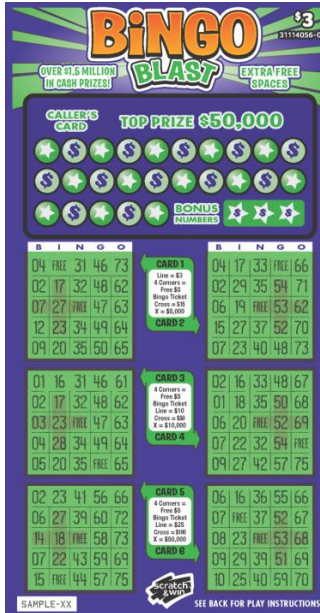 BiNGO
BLAST
$3
31114056-0
OVER $1.5 MILLION
IN CASH PRIZES!
EXTRA FREE
SPACES
CALLER'S
CARD
TOP PRIZE $50,000
BONUS
NUMBERS
B I N G O
04 FREE 31 46 73
02 17 32 48 62
07 27 FREE 47 63
12 23 34 49 64
09 20 35 50 65
CARD 1
Line = $3
4 Corners =
Free $5
Bingo Ticket
Cross = $15
X = $5,000
CARD 2
B I N G O
04 17 33 FREE 66
02 29 35 54 71
06 19 FREE 53 62
15 27 37 52 70
09 23 40 48 73
01 16 31 46 61
02 17 32 48 62
03 23 FREE 47 63
04 28 34 49 64
05 20 35 FREE 65
CARD 3
4 Corners =
Free $5
Bingo Ticket
Line = $10
Cross = $50
X = $10,000
CARD 4
02 16 33 48 67
01 18 35 50 68
06 20 FREE 52 69
07 22 32 54 FREE
09 27 42 57 75
02 23 41 56 66
06 27 39 60 72
14 18 FREE 58 73
07 22 43 59 69
15 FREE 44 57 75
CARD 5
4 Corners =
Free $5
Bingo Ticket
Line = $25
Cross = $100
X = $50,000
CARD 6
06 16 36 55 66
07 FREE 37 52 67
08 23 FREE 53 68
09 29 39 51 69
10 25 40 59 70
Scratch
& Win
SAMPLE-XX
SEE BACK FOR PLAY INSTRUCTIONS